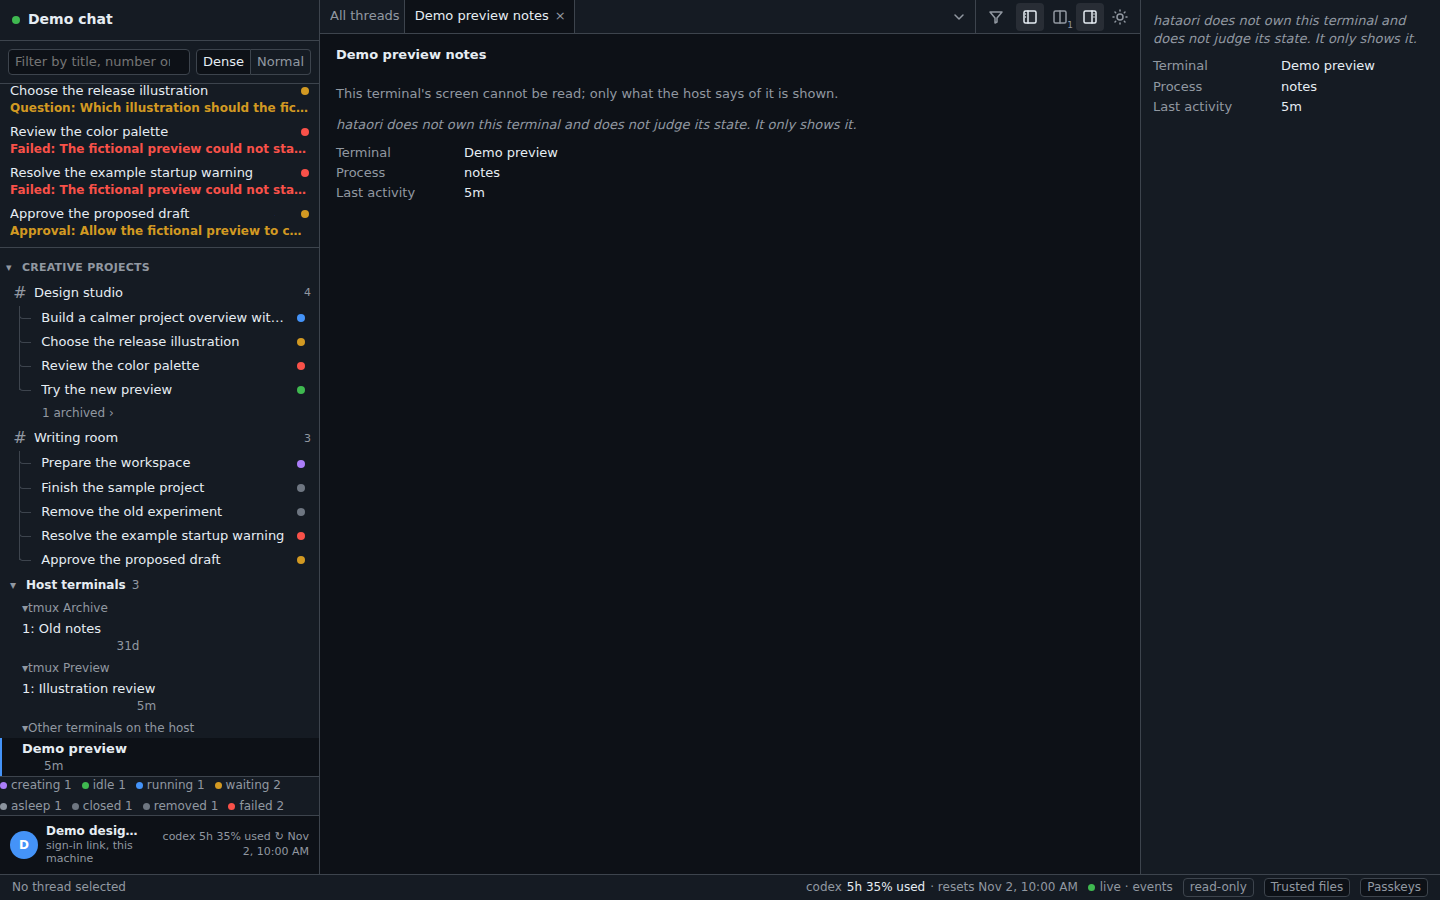 Demo chat
Filter by title, number o
Dense
Normal
Choose the release illustration
Question: Which illustration should the fic…
Review the color palette
Failed: The fictional preview could not sta…
Resolve the example startup warning
Failed: The fictional preview could not sta…
Approve the proposed draft
Approval: Allow the fictional preview to c…
CREATIVE PROJECTS
# Design studio 4
Build a calmer project overview wit…
Choose the release illustration
Review the color palette
Try the new preview
1 archived ›
# Writing room 3
Prepare the workspace
Finish the sample project
Remove the old experiment
Resolve the example startup warning
Approve the proposed draft
Host terminals 3
tmux Archive
1: Old notes
31d
tmux Preview
1: Illustration review
5m
Other terminals on the host
Demo preview
5m
creating 1 idle 1 running 1 waiting 2
asleep 1 closed 1 removed 1 failed 2
D
Demo desig…
sign-in link, this
machine
codex 5h 35% used ↻ Nov
2, 10:00 AM
All threads
Demo preview notes ×
1
Demo preview notes
This terminal's screen cannot be read; only what the host says of it is shown.
hataori does not own this terminal and does not judge its state. It only shows it.
Terminal Demo preview
Process notes
Last activity 5m
hataori does not own this terminal and
does not judge its state. It only shows it.
Terminal Demo preview
Process notes
Last activity 5m
No thread selected
codex 5h 35% used · resets Nov 2, 10:00 AM
live · events
read-only
Trusted files
Passkeys